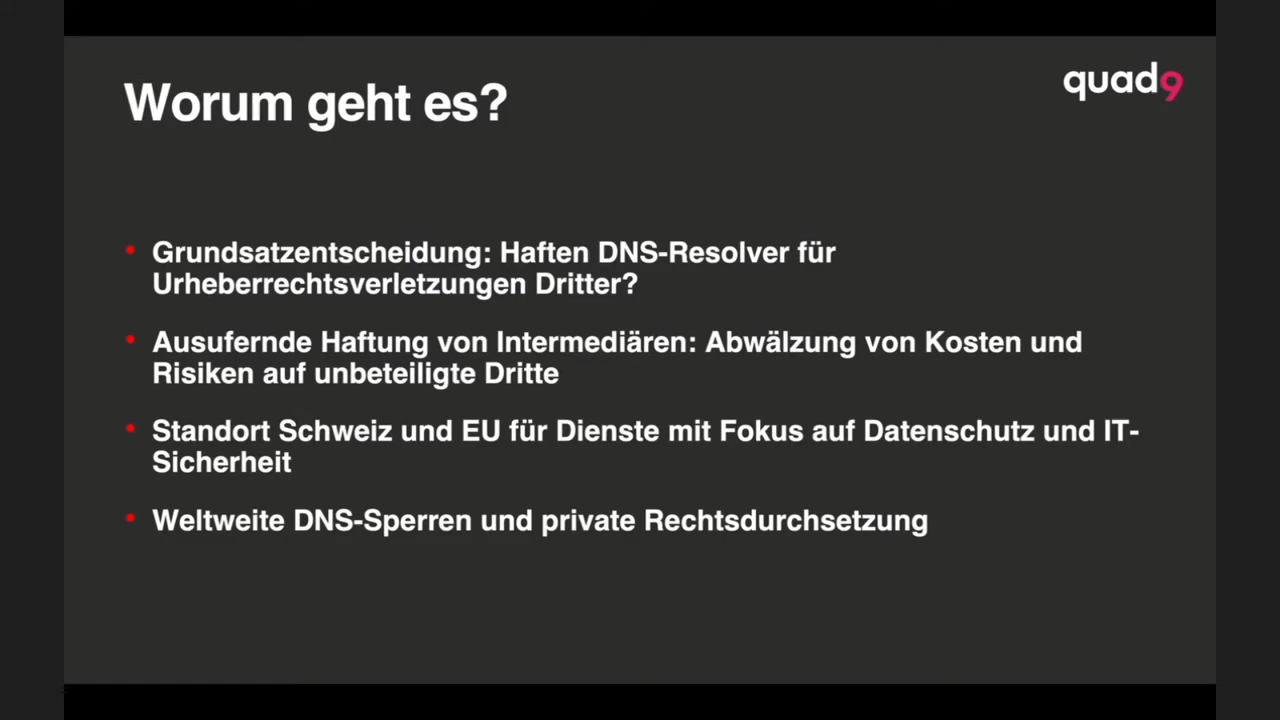 Worum geht es?
quad9
Grundsatzentscheidung: Haften DNS-Resolver für
Urheberrechtsverletzungen Dritter?
Ausufernde Haftung von Intermediären: Abwälzung von Kosten und
Risiken auf unbeteiligte Dritte
Standort Schweiz und EU für Dienste mit Fokus auf Datenschutz und IT-
Sicherheit
Weltweite DNS-Sperren und private Rechtsdurchsetzung